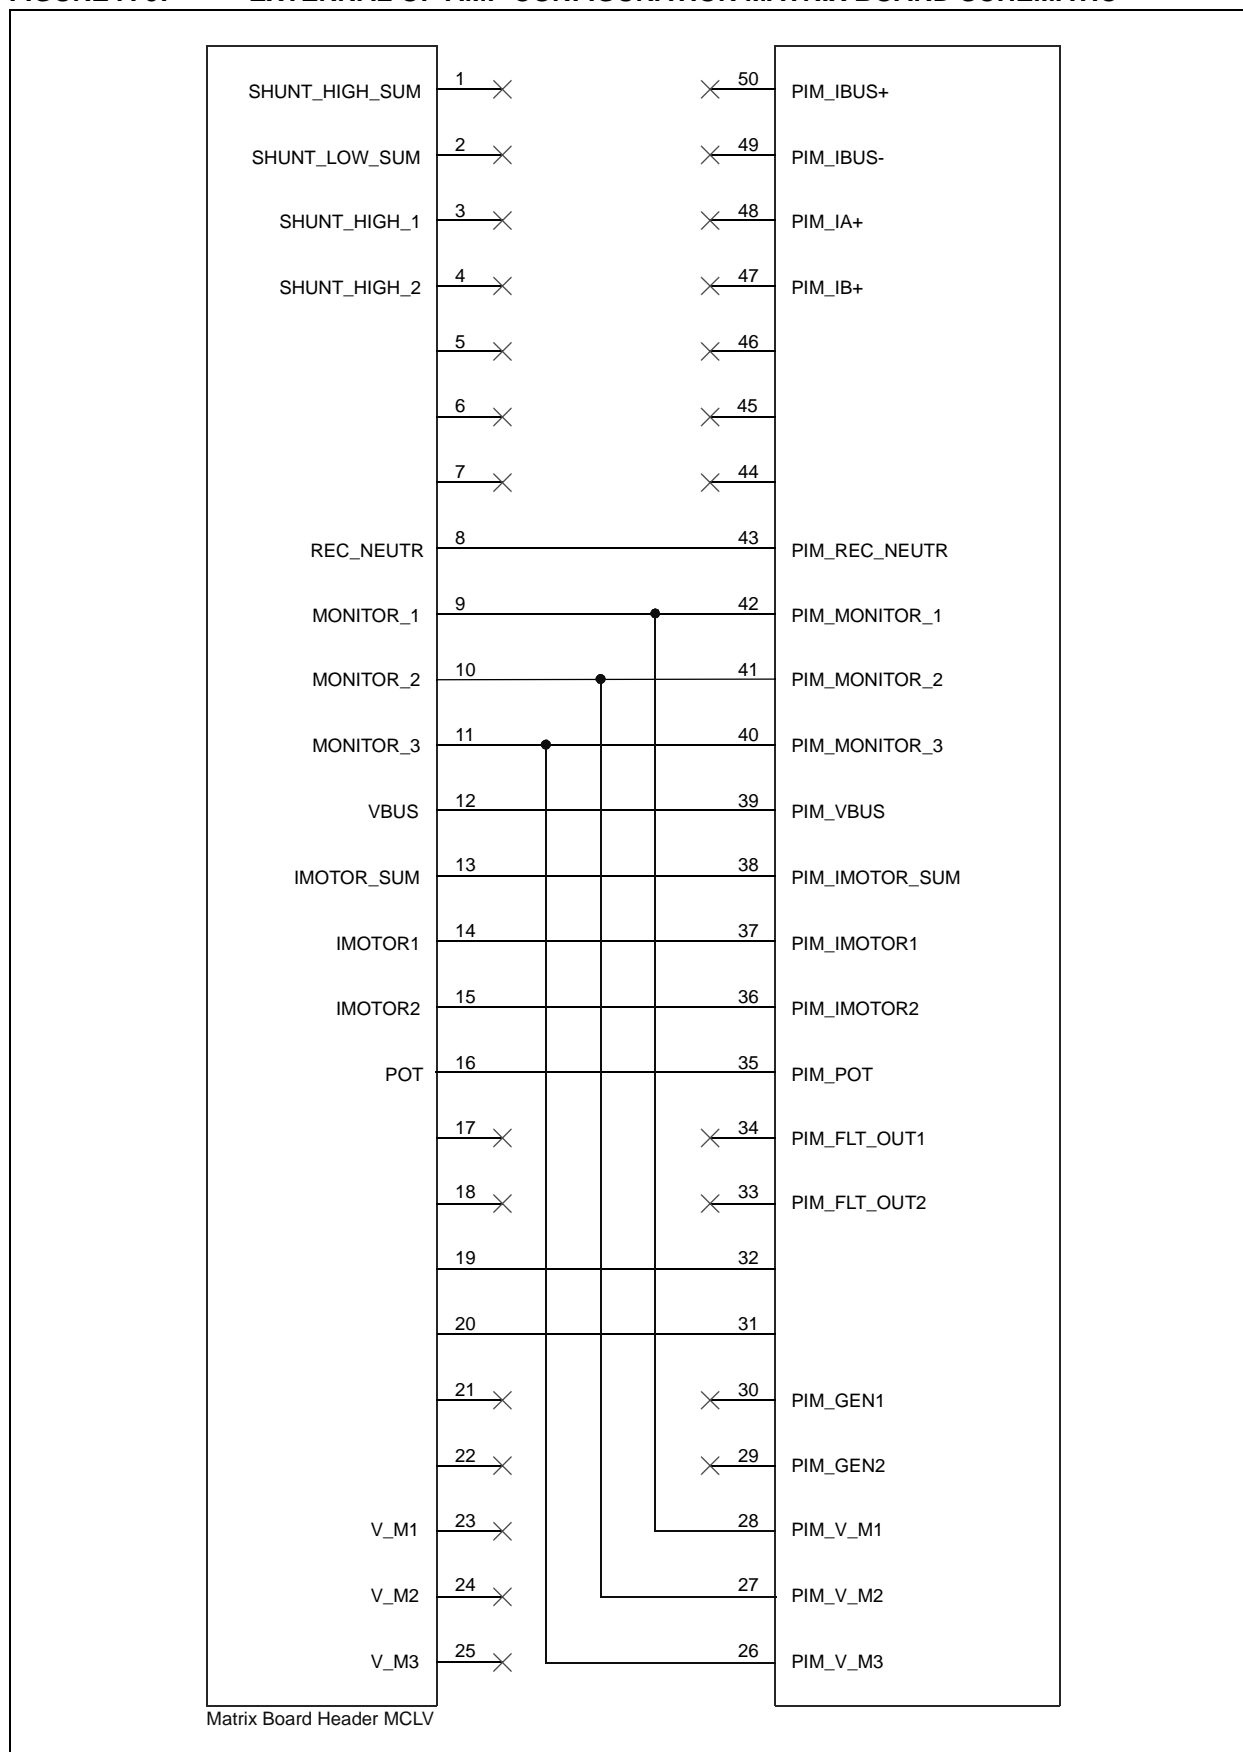 SHUNT_HIGH_SUM 1 50 PIM_IBUS+
SHUNT_LOW_SUM 2 49 PIM_IBUS-
SHUNT_HIGH_1 3 48 PIM_IA+
SHUNT_HIGH_2 4 47 PIM_IB+
5 46
6 45
7 44
REC_NEUTR 8 43 PIM_REC_NEUTR
MONITOR_1 9 42 PIM_MONITOR_1
MONITOR_2 10 41 PIM_MONITOR_2
MONITOR_3 11 40 PIM_MONITOR_3
VBUS 12 39 PIM_VBUS
IMOTOR_SUM 13 38 PIM_IMOTOR_SUM
IMOTOR1 14 37 PIM_IMOTOR1
IMOTOR2 15 36 PIM_IMOTOR2
POT 16 35 PIM_POT
17 34 PIM_FLT_OUT1
18 33 PIM_FLT_OUT2
19 32
20 31
21 30 PIM_GEN1
22 29 PIM_GEN2
V_M1 23 28 PIM_V_M1
V_M2 24 27 PIM_V_M2
V_M3 25 26 PIM_V_M3
Matrix Board Header MCLV